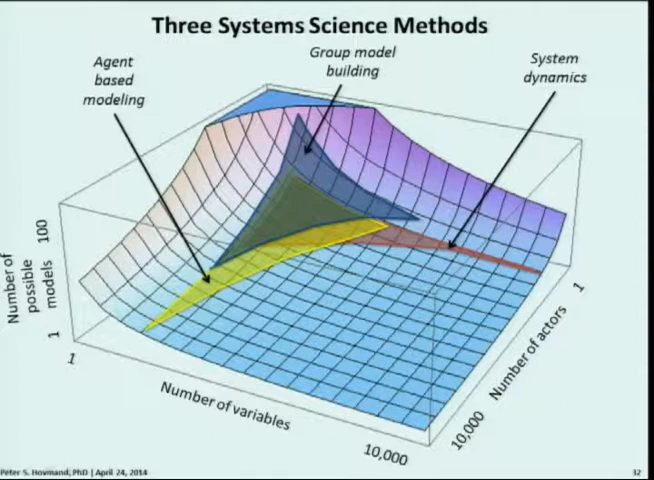 Three Systems Science Methods
Agent
based
modeling
Group model
building
System
dynamics
Number of
possible
models
100
1
1
Number of variables
10,000
10,000
Number of actors
1
Peter S. Hovmand, PhD | April 24, 2014
32